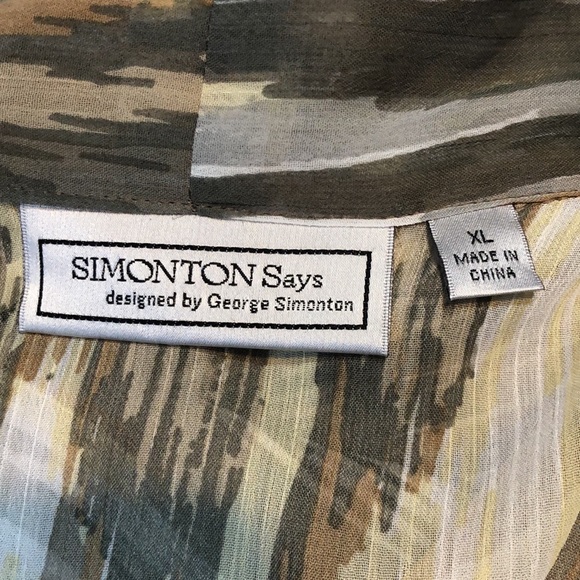 SIMONTON Says
designed by George Simonton
XL
MADE IN
CHINA